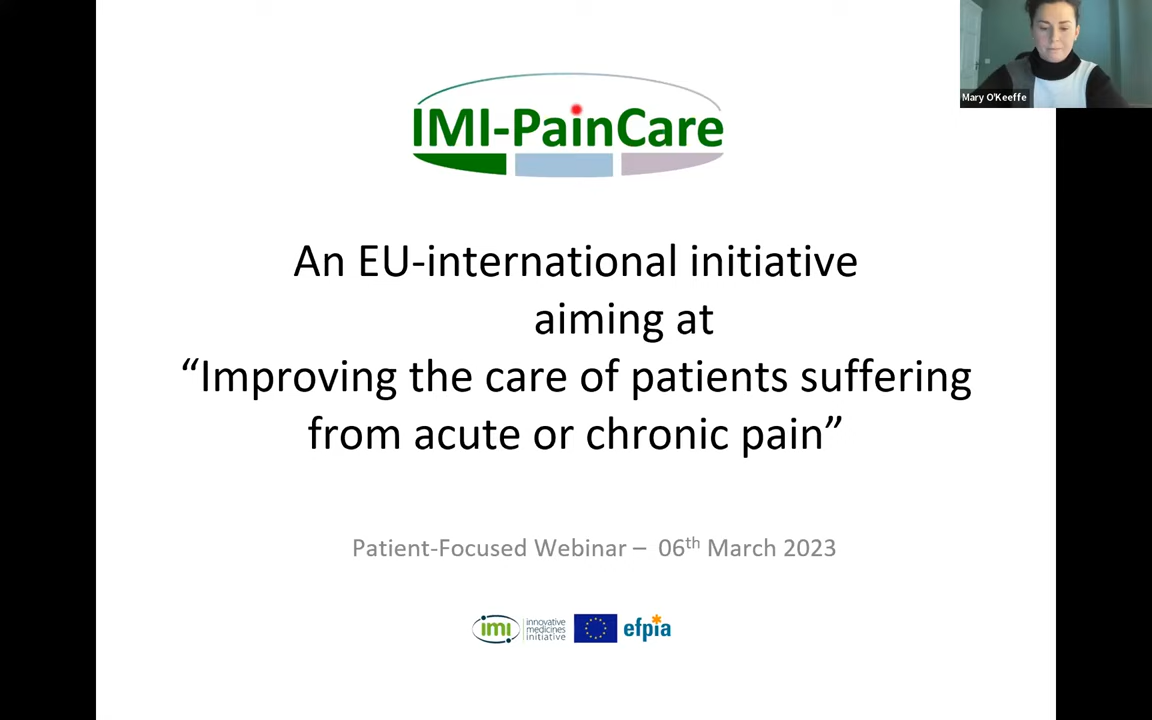 Mary O'Keeffe
IMI-PainCare
An EU-international initiative
aiming at
“Improving the care of patients suffering
from acute or chronic pain”
Patient-Focused Webinar – 06th March 2023
imi
innovative
medicines
initiative
efpia